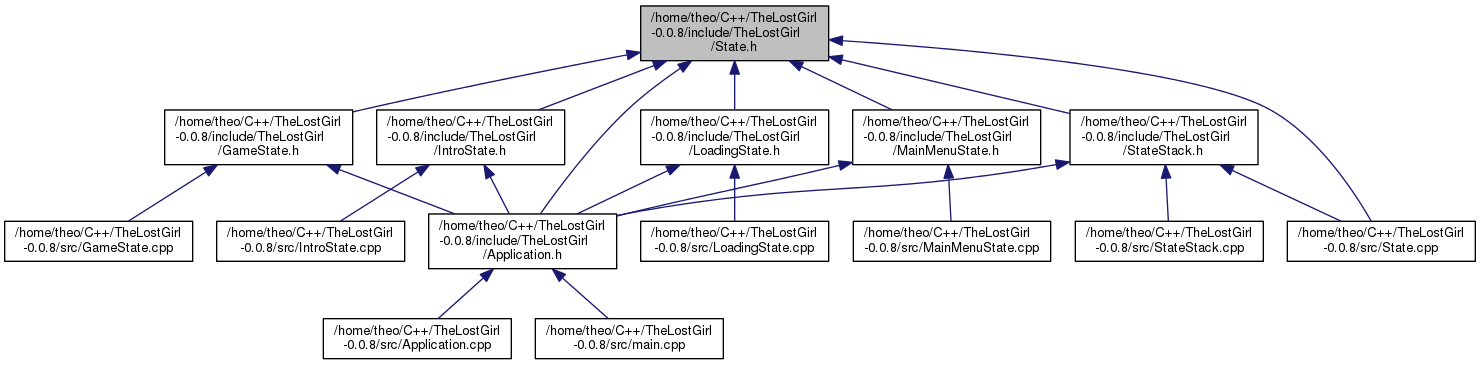 /home/theo/C++/TheLostGirl
-0.0.8/include/TheLostGirl
/State.h
/home/theo/C++/TheLostGirl
-0.0.8/include/TheLostGirl
/GameState.h
/home/theo/C++/TheLostGirl
-0.0.8/include/TheLostGirl
/IntroState.h
/home/theo/C++/TheLostGirl
-0.0.8/include/TheLostGirl
/LoadingState.h
/home/theo/C++/TheLostGirl
-0.0.8/include/TheLostGirl
/MainMenuState.h
/home/theo/C++/TheLostGirl
-0.0.8/include/TheLostGirl
/StateStack.h
/home/theo/C++/TheLostGirl
-0.0.8/src/GameState.cpp
/home/theo/C++/TheLostGirl
-0.0.8/src/IntroState.cpp
/home/theo/C++/TheLostGirl
-0.0.8/include/TheLostGirl
/Application.h
/home/theo/C++/TheLostGirl
-0.0.8/src/LoadingState.cpp
/home/theo/C++/TheLostGirl
-0.0.8/src/MainMenuState.cpp
/home/theo/C++/TheLostGirl
-0.0.8/src/StateStack.cpp
/home/theo/C++/TheLostGirl
-0.0.8/src/State.cpp
/home/theo/C++/TheLostGirl
-0.0.8/src/Application.cpp
/home/theo/C++/TheLostGirl
-0.0.8/src/main.cpp